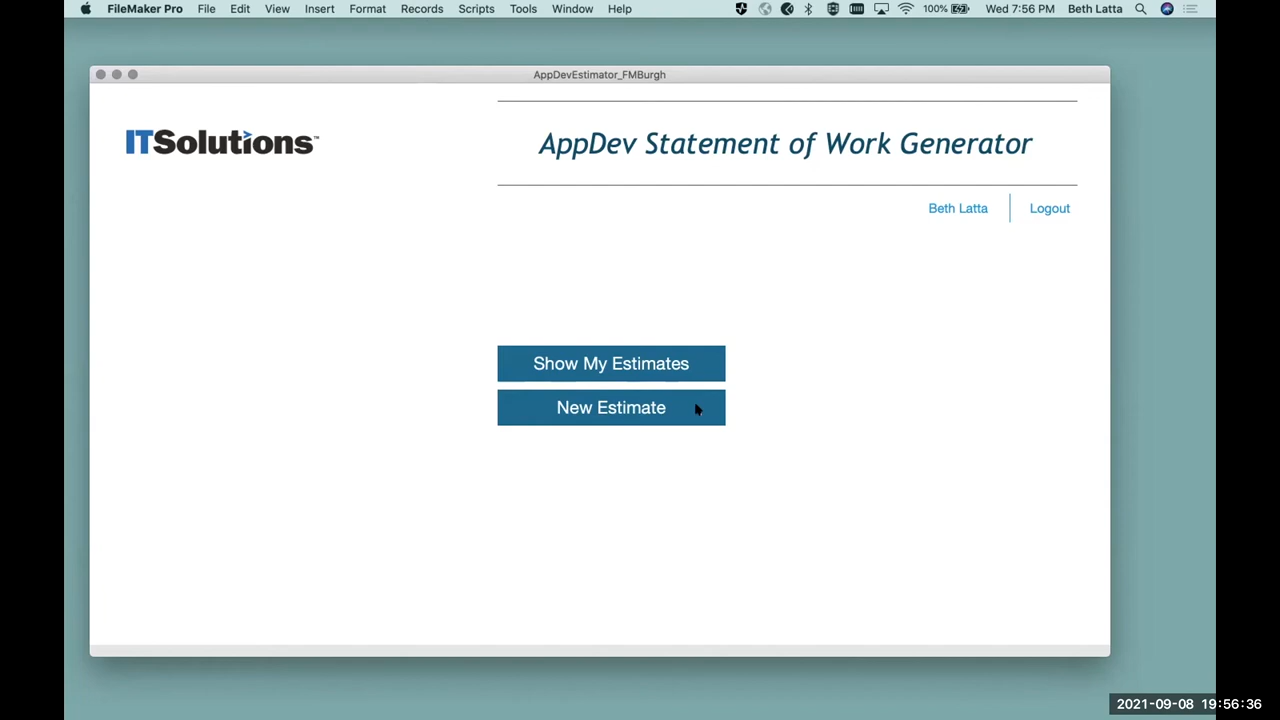 FileMaker Pro File Edit View Insert Format Records Scripts Tools Window Help 100% Wed 7:56 PM Beth Latta
AppDevEstimator_FMBurgh
ITSolutions™
AppDev Statement of Work Generator
Beth Latta Logout
Show My Estimates
New Estimate
2021-09-08 19:56:36